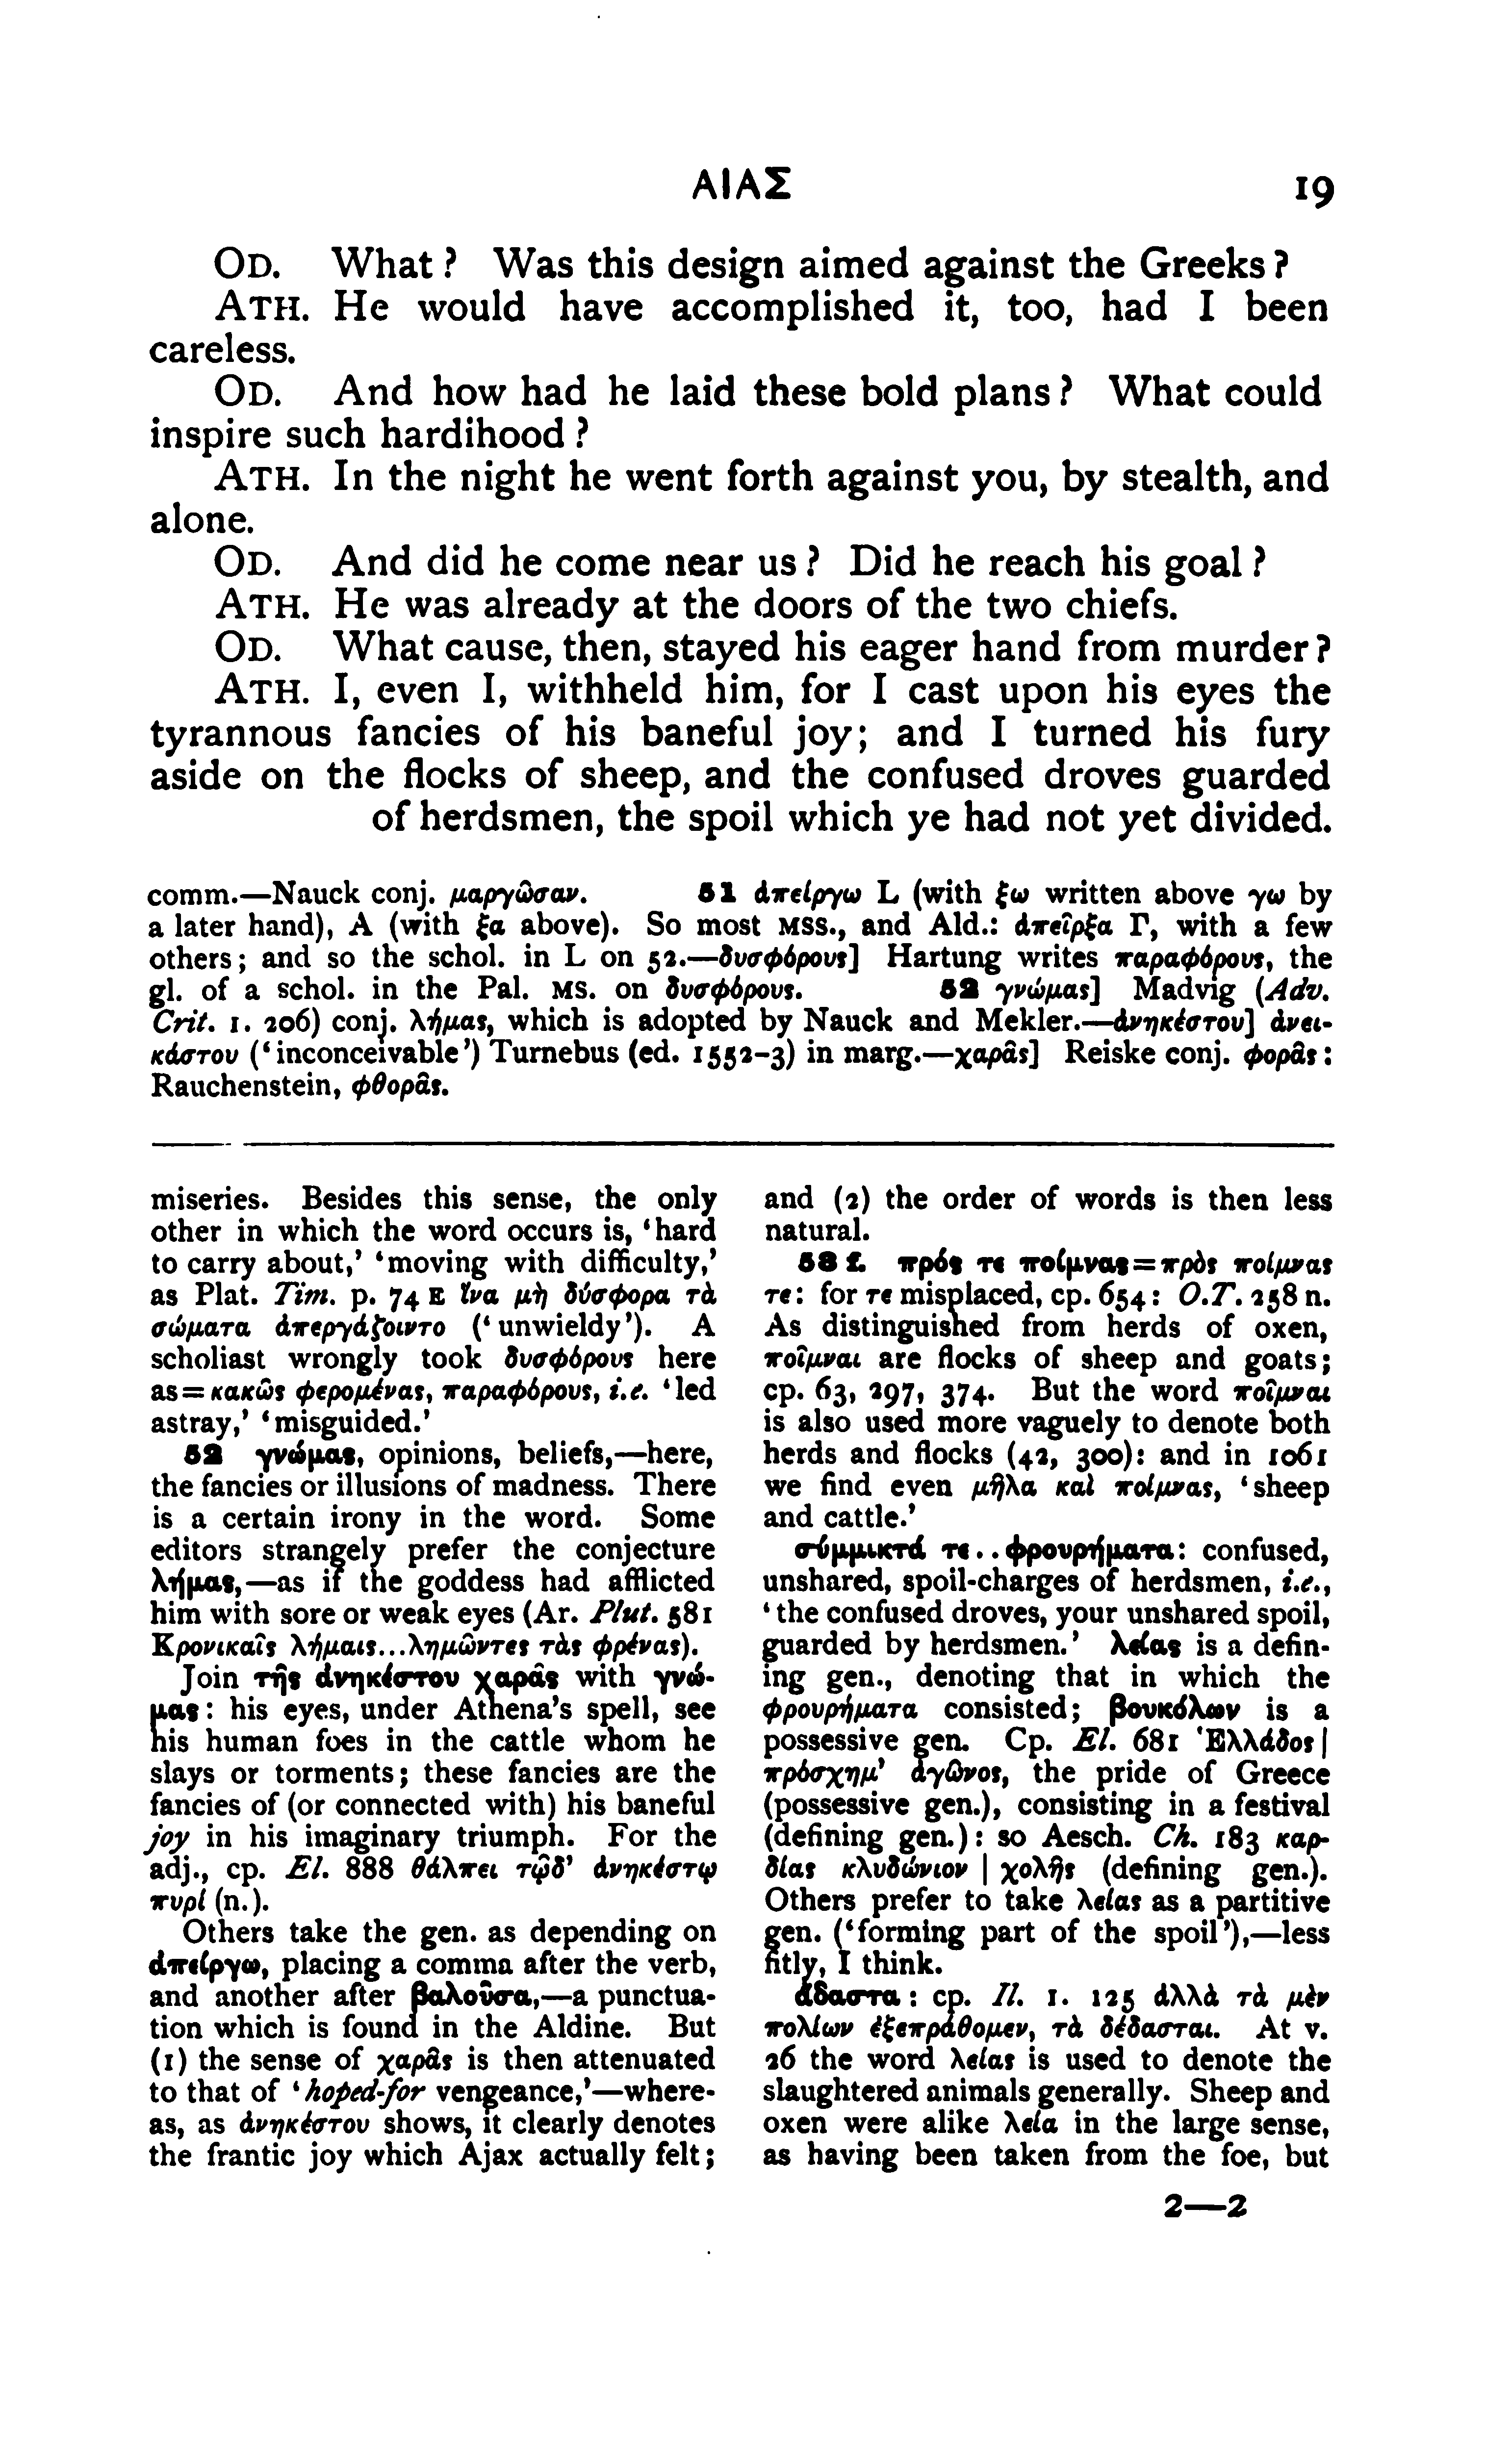 ΑΙΑΣ 19
OD. What? Was this design aimed against the Greeks?
ATH. He would have accomplished it, too, had I been
careless.
OD. And how had he laid these bold plans? What could
inspire such hardihood?
ATH. In the night he went forth against you, by stealth, and
alone.
OD. And did he come near us? Did he reach his goal?
ATH. He was already at the doors of the two chiefs.
OD. What cause, then, stayed his eager hand from murder?
ATH. I, even I, withheld him, for I cast upon his eyes the
tyrannous fancies of his baneful joy; and I turned his fury
aside on the flocks of sheep, and the confused droves guarded
of herdsmen, the spoil which ye had not yet divided.
comm.—Nauck conj. μαργῶσαν. 51 ἀπείργω L (with ξω written above γω by
a later hand), A (with ξα above). So most MSS., and Ald.: ἀπεῖρξα Γ, with a few
others; and so the schol. in L on 52.—δυσφόρους] Hartung writes παραφόρους, the
gl. of a schol. in the Pal. MS. on δυσφόρους. 52 γνώμας] Madvig (Adv.
Crit. 1. 206) conj. λήμας, which is adopted by Nauck and Mekler.—ἀνηκέστου] ἀνει-
κάστου (‘inconceivable’) Turnebus (ed. 1552-3) in marg.—χαρᾶς] Reiske conj. φορᾶς:
Rauchenstein, φθορᾶς.
miseries. Besides this sense, the only
other in which the word occurs is, ‘hard
to carry about,’ ‘moving with difficulty,’
as Plat. Tim. p. 74 E ἵνα μὴ δύσφορα τὰ
σώματα ἀπεργάζοιντο (‘unwieldy’). A
scholiast wrongly took δυσφόρους here
as=κακῶς φερομένας, παραφόρους, i.e. ‘led
astray,’ ‘misguided.’
52 γνώμας, opinions, beliefs,—here,
the fancies or illusions of madness. There
is a certain irony in the word. Some
editors strangely prefer the conjecture
λήμας,—as if the goddess had afflicted
him with sore or weak eyes (Ar. Plut. 581
Κρονικαῖς λήμαις...λημῶντες τὰς φρένας).
Join τῆς ἀνηκέστου χαρᾶς with γνώ-
μας: his eyes, under Athena’s spell, see
his human foes in the cattle whom he
slays or torments; these fancies are the
fancies of (or connected with) his baneful
joy in his imaginary triumph. For the
adj., cp. El. 888 θάλπει τῷδ’ ἀνηκέστῳ
πυρί (n.).
Others take the gen. as depending on
ἀπείργω, placing a comma after the verb,
and another after βαλοῦσα,—a punctua-
tion which is found in the Aldine. But
(1) the sense of χαρᾶς is then attenuated
to that of ‘hoped-for vengeance,’—where-
as, as ἀνηκέστου shows, it clearly denotes
the frantic joy which Ajax actually felt;
and (2) the order of words is then less
natural.
53 f. πρός τε ποίμνας=πρὸς ποίμνας
τε: for τε misplaced, cp. 654: O.T. 258 n.
As distinguished from herds of oxen,
ποῖμναι are flocks of sheep and goats;
cp. 63, 297, 374. But the word ποῖμναι
is also used more vaguely to denote both
herds and flocks (42, 300): and in 1061
we find even μῆλα καὶ ποίμνας, ‘sheep
and cattle.’
σύμμικτά τε..φρουρήματα: confused,
unshared, spoil-charges of herdsmen, i.e.,
‘the confused droves, your unshared spoil,
guarded by herdsmen.’ λείας is a defin-
ing gen., denoting that in which the
φρουρήματα consisted; βουκόλων is a
possessive gen. Cp. El. 681 Ἑλλάδος |
πρόσχημ’ ἀγῶνος, the pride of Greece
(possessive gen.), consisting in a festival
(defining gen.): so Aesch. Ch. 183 καρ-
δίας κλυδώνιον | χολῆς (defining gen.).
Others prefer to take λείας as a partitive
gen. (‘forming part of the spoil’),—less
fitly, I think.
ἄδαστα: cp. Il. 1. 125 ἀλλὰ τὰ μὲν
πολίων ἐξεπράθομεν, τὰ δέδασται. At v.
26 the word λείας is used to denote the
slaughtered animals generally. Sheep and
oxen were alike λεία in the large sense,
as having been taken from the foe, but
2—2